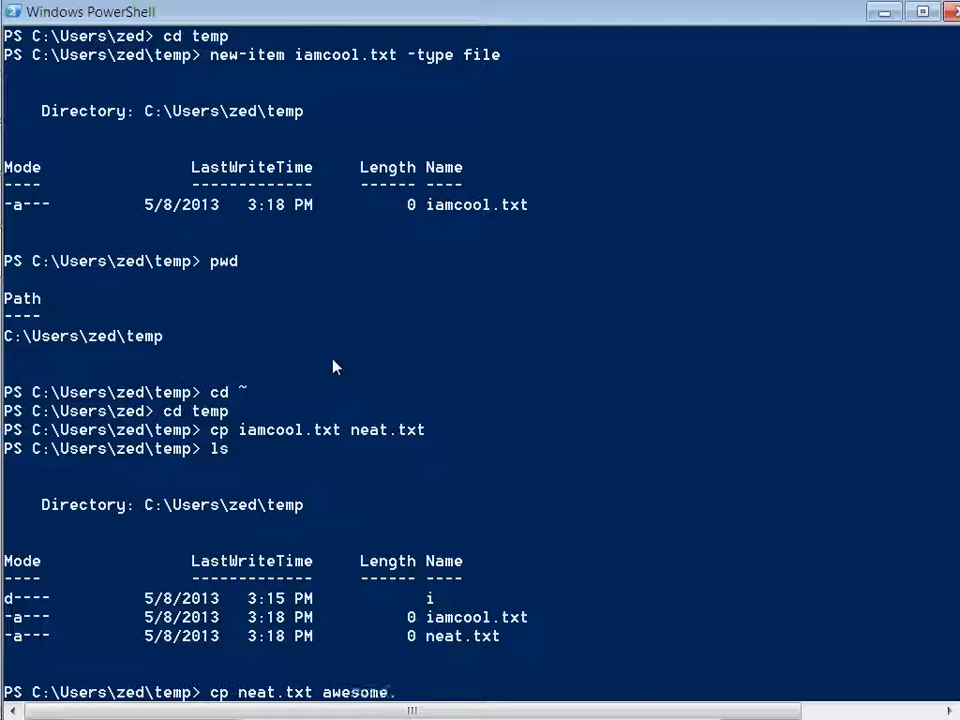 Windows PowerShell
PS C:\Users\zed> cd temp
PS C:\Users\zed\temp> new-item iamcool.txt -type file
Directory: C:\Users\zed\temp
Mode LastWriteTime Length Name
---- ------------- ------ ----
-a--- 5/8/2013 3:18 PM 0 iamcool.txt
PS C:\Users\zed\temp> pwd
Path
----
C:\Users\zed\temp
PS C:\Users\zed\temp> cd ~
PS C:\Users\zed> cd temp
PS C:\Users\zed\temp> cp iamcool.txt neat.txt
PS C:\Users\zed\temp> ls
Directory: C:\Users\zed\temp
Mode LastWriteTime Length Name
---- ------------- ------ ----
d---- 5/8/2013 3:15 PM i
-a--- 5/8/2013 3:18 PM 0 iamcool.txt
-a--- 5/8/2013 3:18 PM 0 neat.txt
PS C:\Users\zed\temp> cp neat.txt awesome.